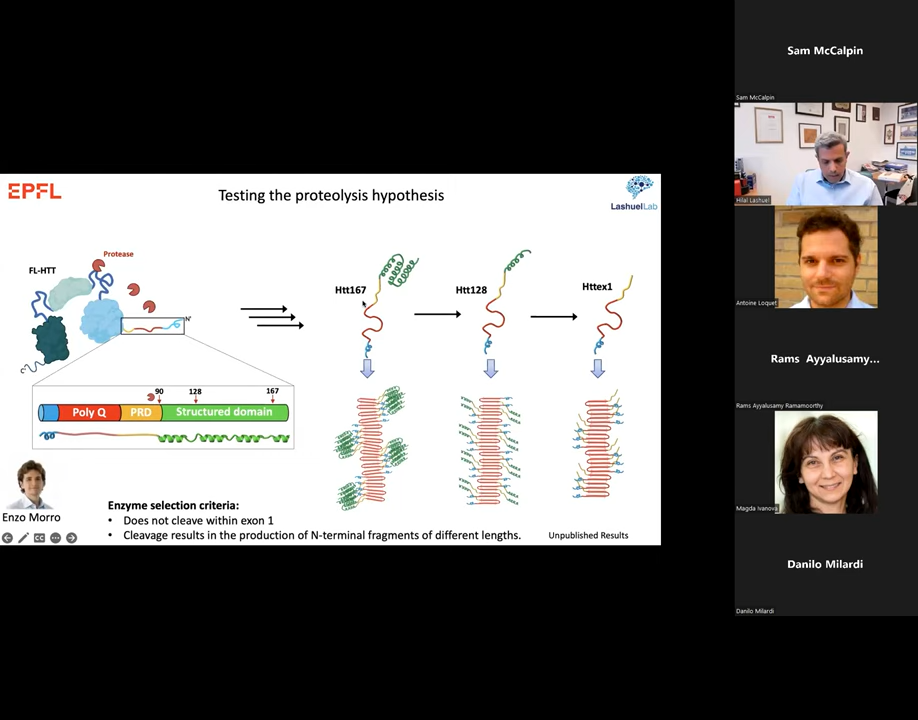 EPFL
Testing the proteolysis hypothesis
LashuelLab
Protease
FL-HTT
N'
Htt167
Htt128
Httex1
90
128
167
Poly Q
PRD
Structured domain
Enzo Morro
Enzyme selection criteria:
• Does not cleave within exon 1
• Cleavage results in the production of N-terminal fragments of different lengths.
Unpublished Results
Sam McCalpin
Sam McCalpin
Hilal Lashuel
Antoine Loquet
Rams Ayyalusamy...
Rams Ayyalusamy Ramamoorthy
Magda Ivanova
Danilo Milardi
Danilo Milardi